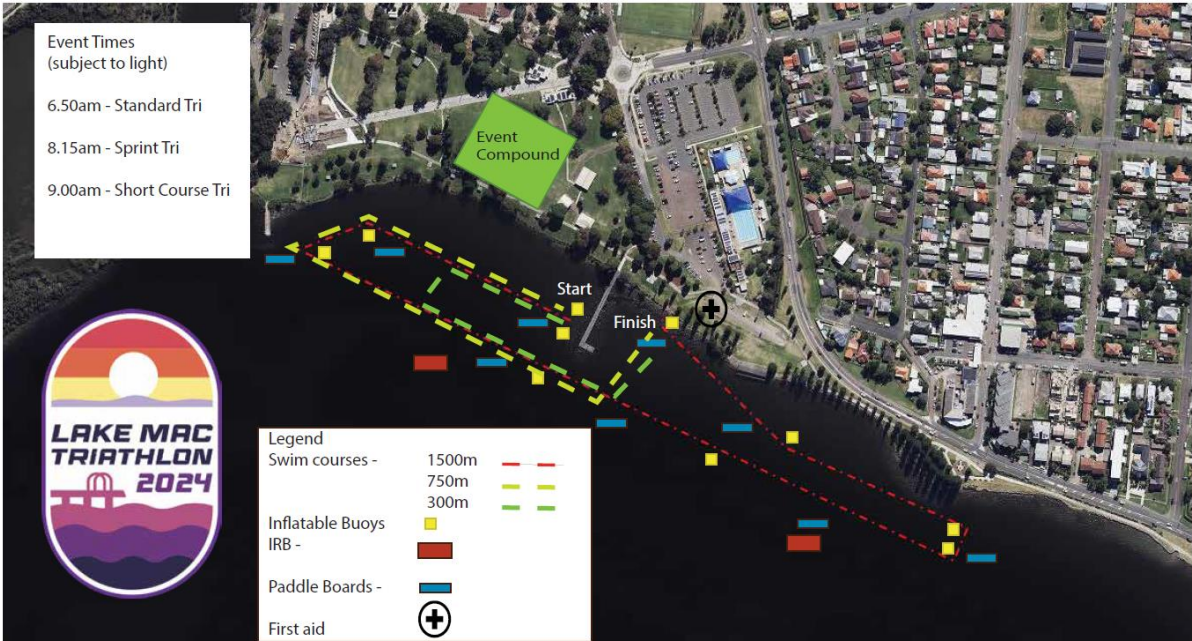 Event Times
(subject to light)
6.50am - Standard Tri
8.15am - Sprint Tri
9.00am - Short Course Tri
Event
Compound
Start
Finish
LAKE MAC
TRIATHLON
2024
Legend
Swim courses - 1500m
750m
300m
Inflatable Buoys
IRB -
Paddle Boards -
First aid